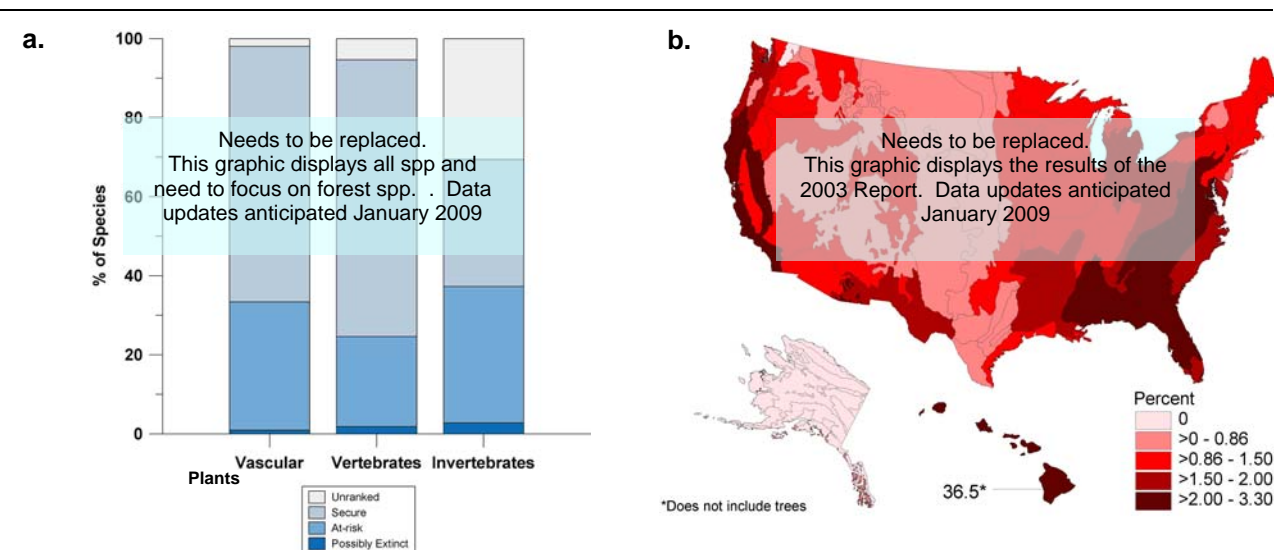 a.
100
80
60
40
20
0
% of Species
Needs to be replaced.
This graphic displays all spp and
need to focus on forest spp. . Data
updates anticipated January 2009
Vascular Vertebrates Invertebrates
Plants
Unranked
Secure
At-risk
Possibly Extinct
b.
Needs to be replaced.
This graphic displays the results of the
2003 Report. Data updates anticipated
January 2009
Percent
0
>0 - 0.86
>0.86 - 1.50
>1.50 - 2.00
>2.00 - 3.30
36.5*
*Does not include trees